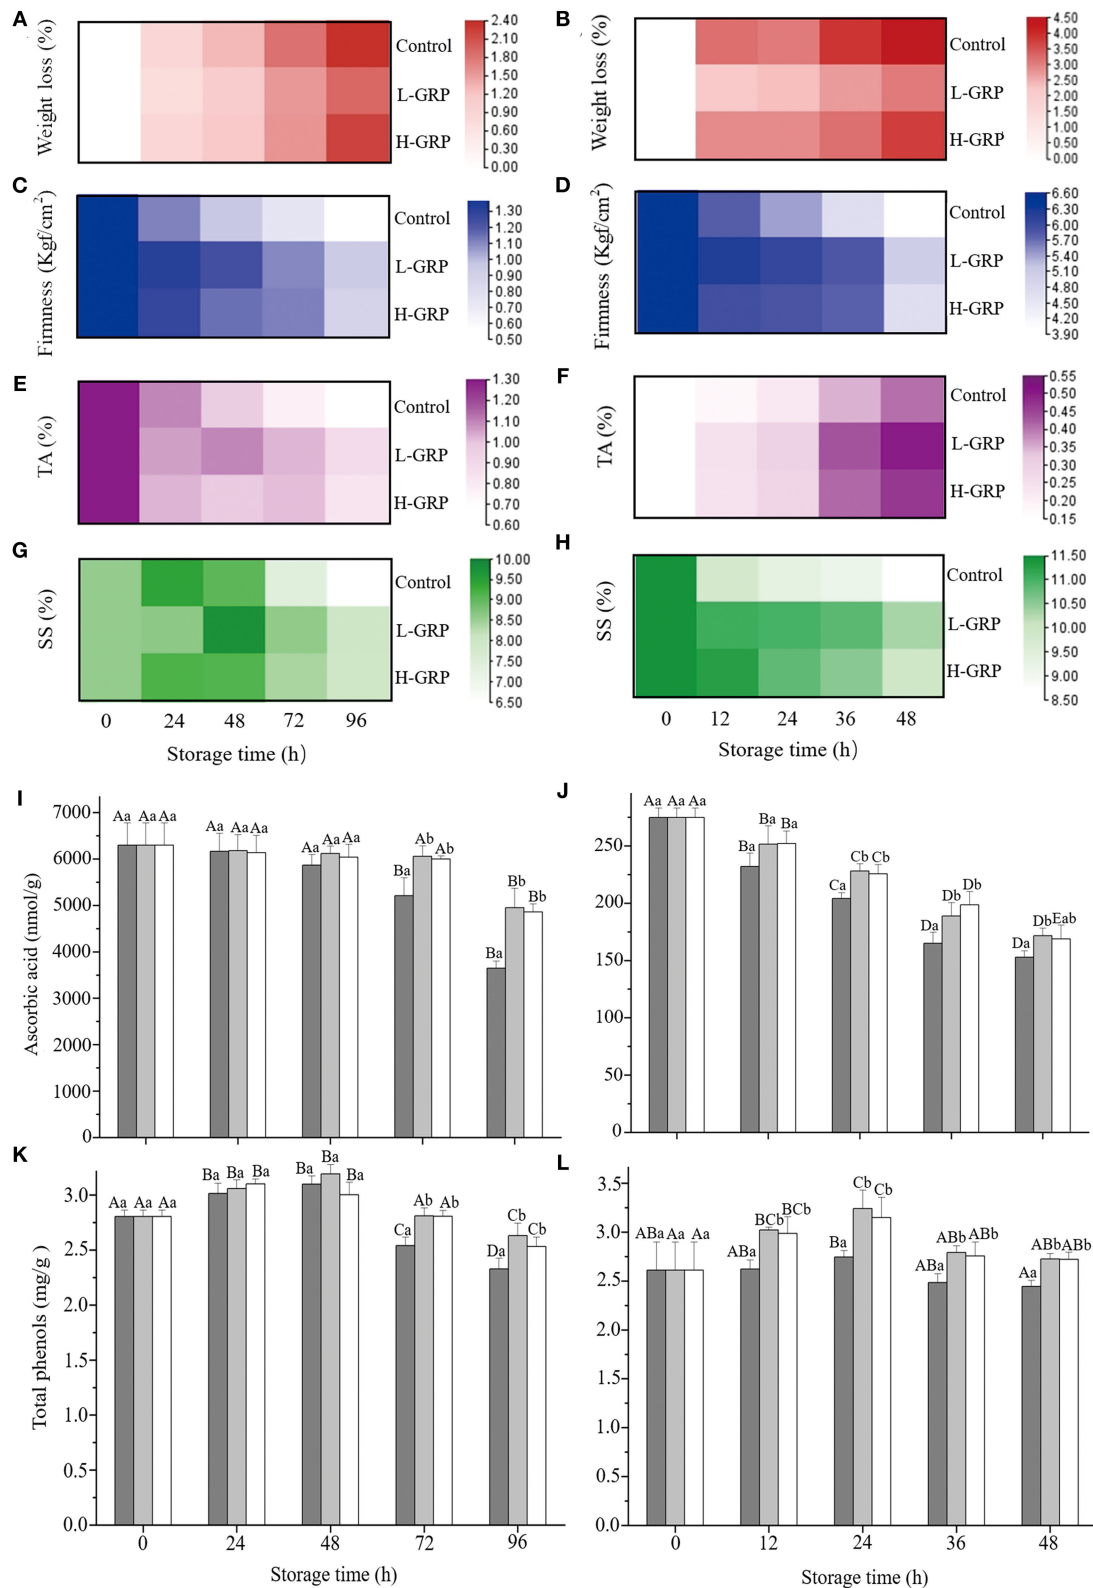 A
Weight loss (%)
Control
L-GRP
H-GRP
2.40
2.10
1.80
1.50
1.20
0.90
0.60
0.30
0.00
B
Weight loss (%)
Control
L-GRP
H-GRP
4.50
4.00
3.50
3.00
2.50
2.00
1.50
1.00
0.50
0.00
C
Firmness (Kgf/cm²)
Control
L-GRP
H-GRP
1.30
1.20
1.10
1.00
0.90
0.80
0.70
0.60
0.50
D
Firmness (Kgf/cm²)
Control
L-GRP
H-GRP
6.60
6.30
6.00
5.70
5.40
5.10
4.80
4.50
4.20
3.90
E
TA (%)
Control
L-GRP
H-GRP
1.30
1.20
1.10
1.00
0.90
0.80
0.70
0.60
F
TA (%)
Control
L-GRP
H-GRP
0.55
0.50
0.45
0.40
0.35
0.30
0.25
0.20
0.15
G
SS (%)
Control
L-GRP
H-GRP
10.00
9.50
9.00
8.50
8.00
7.50
7.00
6.50
0 24 48 72 96
Storage time (h)
H
SS (%)
Control
L-GRP
H-GRP
11.50
11.00
10.50
10.00
9.50
9.00
8.50
0 12 24 36 48
Storage time (h)
I
Ascorbic acid (nmol/g)
7000
6000
5000
4000
3000
2000
1000
0
Aa Aa Aa
Aa Aa Aa
Aa Aa Aa
Ba Ab Ab
Ba Bb Bb
J
250
200
150
100
50
0
Aa Aa Aa
Ba Ba Ba
Ca Cb Cb
Da Db Db
Da Db Eab
K
Total phenols (mg/g )
3.0
2.5
2.0
1.5
1.0
0.5
0.0
Aa Aa Aa
Ba Ba Ba
Ba Ba Ba
Ca Ab Ab
Da Cb Cb
0 24 48 72 96
Storage time (h)
L
3.5
3.0
2.5
2.0
1.5
1.0
0.5
0.0
ABa Aa Aa
ABa BCb BCb
Ba Cb Cb
ABa ABb ABb
Aa ABb ABb
0 12 24 36 48
Storage time (h)